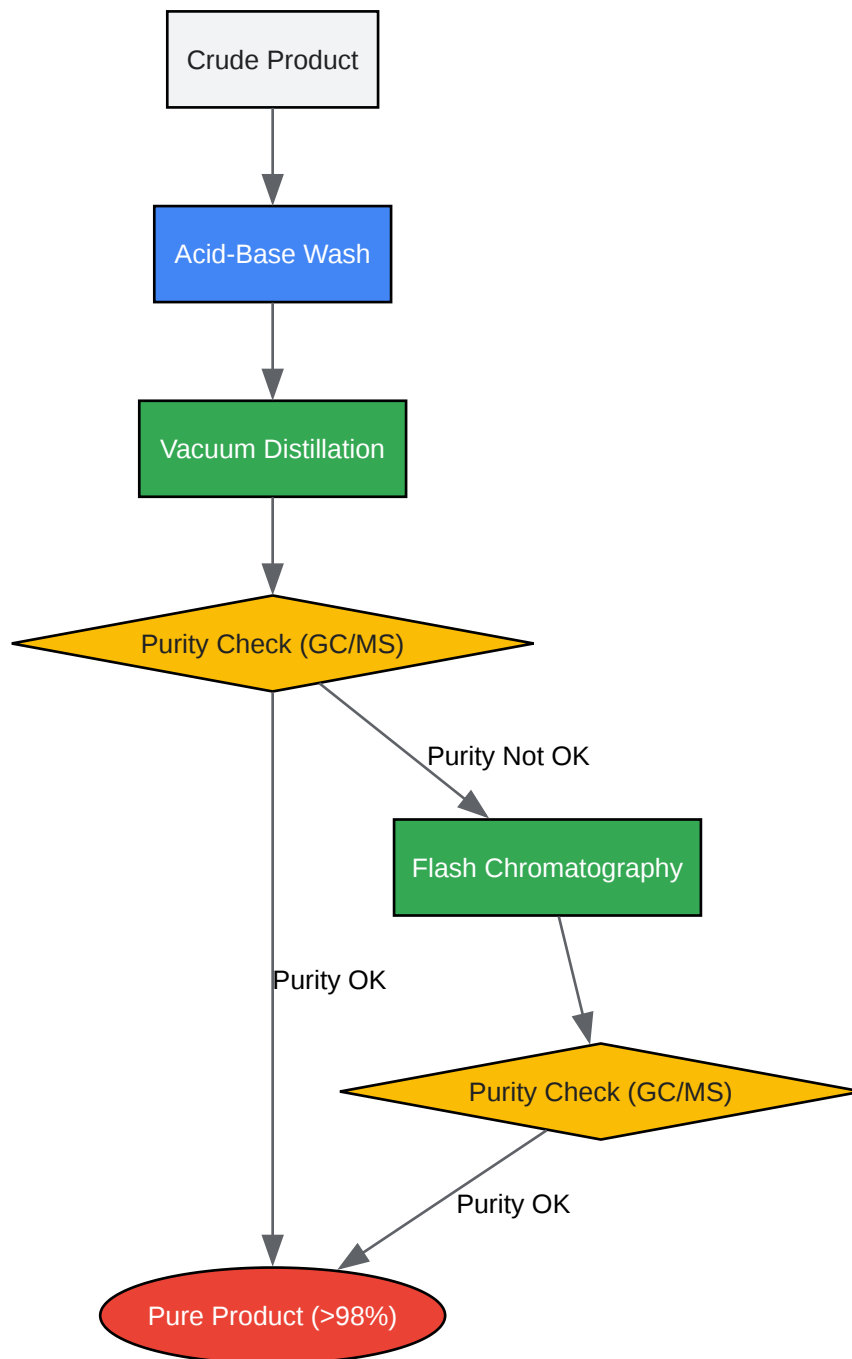 Crude Product
Acid-Base Wash
Vacuum Distillation
Purity Check (GC/MS)
Purity Not OK
Flash Chromatography
Purity OK
Purity Check (GC/MS)
Purity OK
Pure Product (>98%)